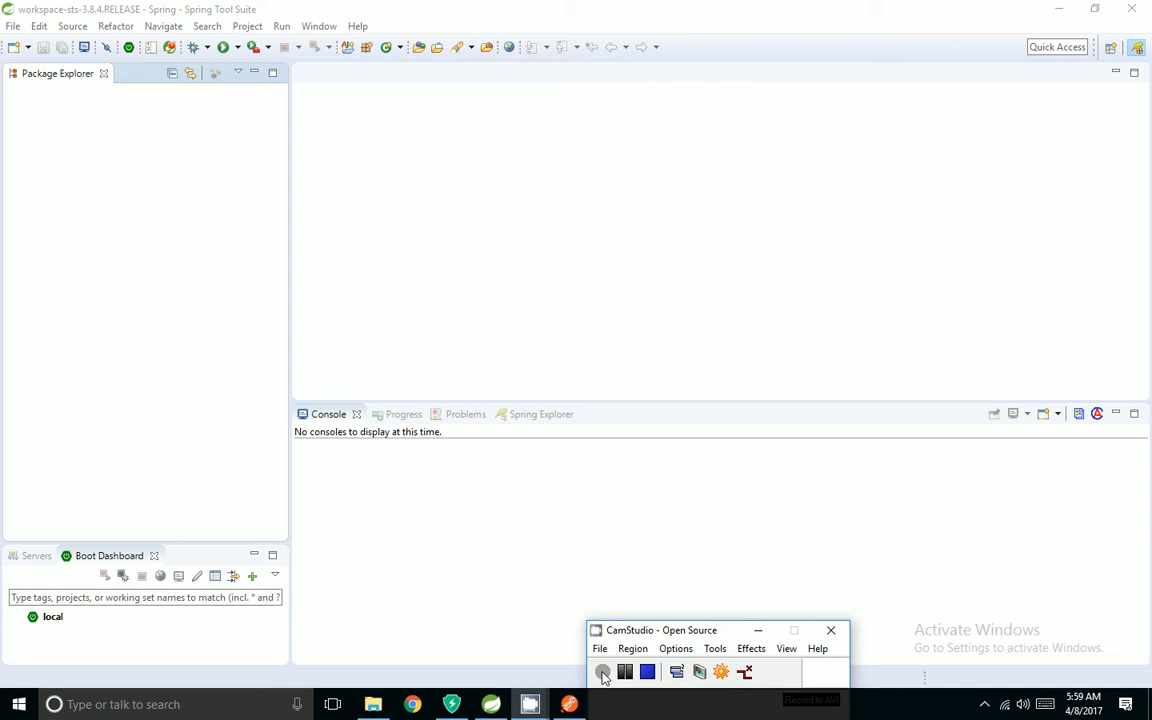 workspace-sts-3.8.4.RELEASE - Spring - Spring Tool Suite
File Edit Source Refactor Navigate Search Project Run Window Help
Quick Access
Package Explorer
Console Progress Problems Spring Explorer
No consoles to display at this time.
Servers Boot Dashboard
Type tags, projects, or working set names to match (incl. * and ?
local
CamStudio - Open Source
File Region Options Tools Effects View Help
Record to AVI
Activate Windows
Go to Settings to activate Windows.
Type or talk to search
5:59 AM
4/8/2017